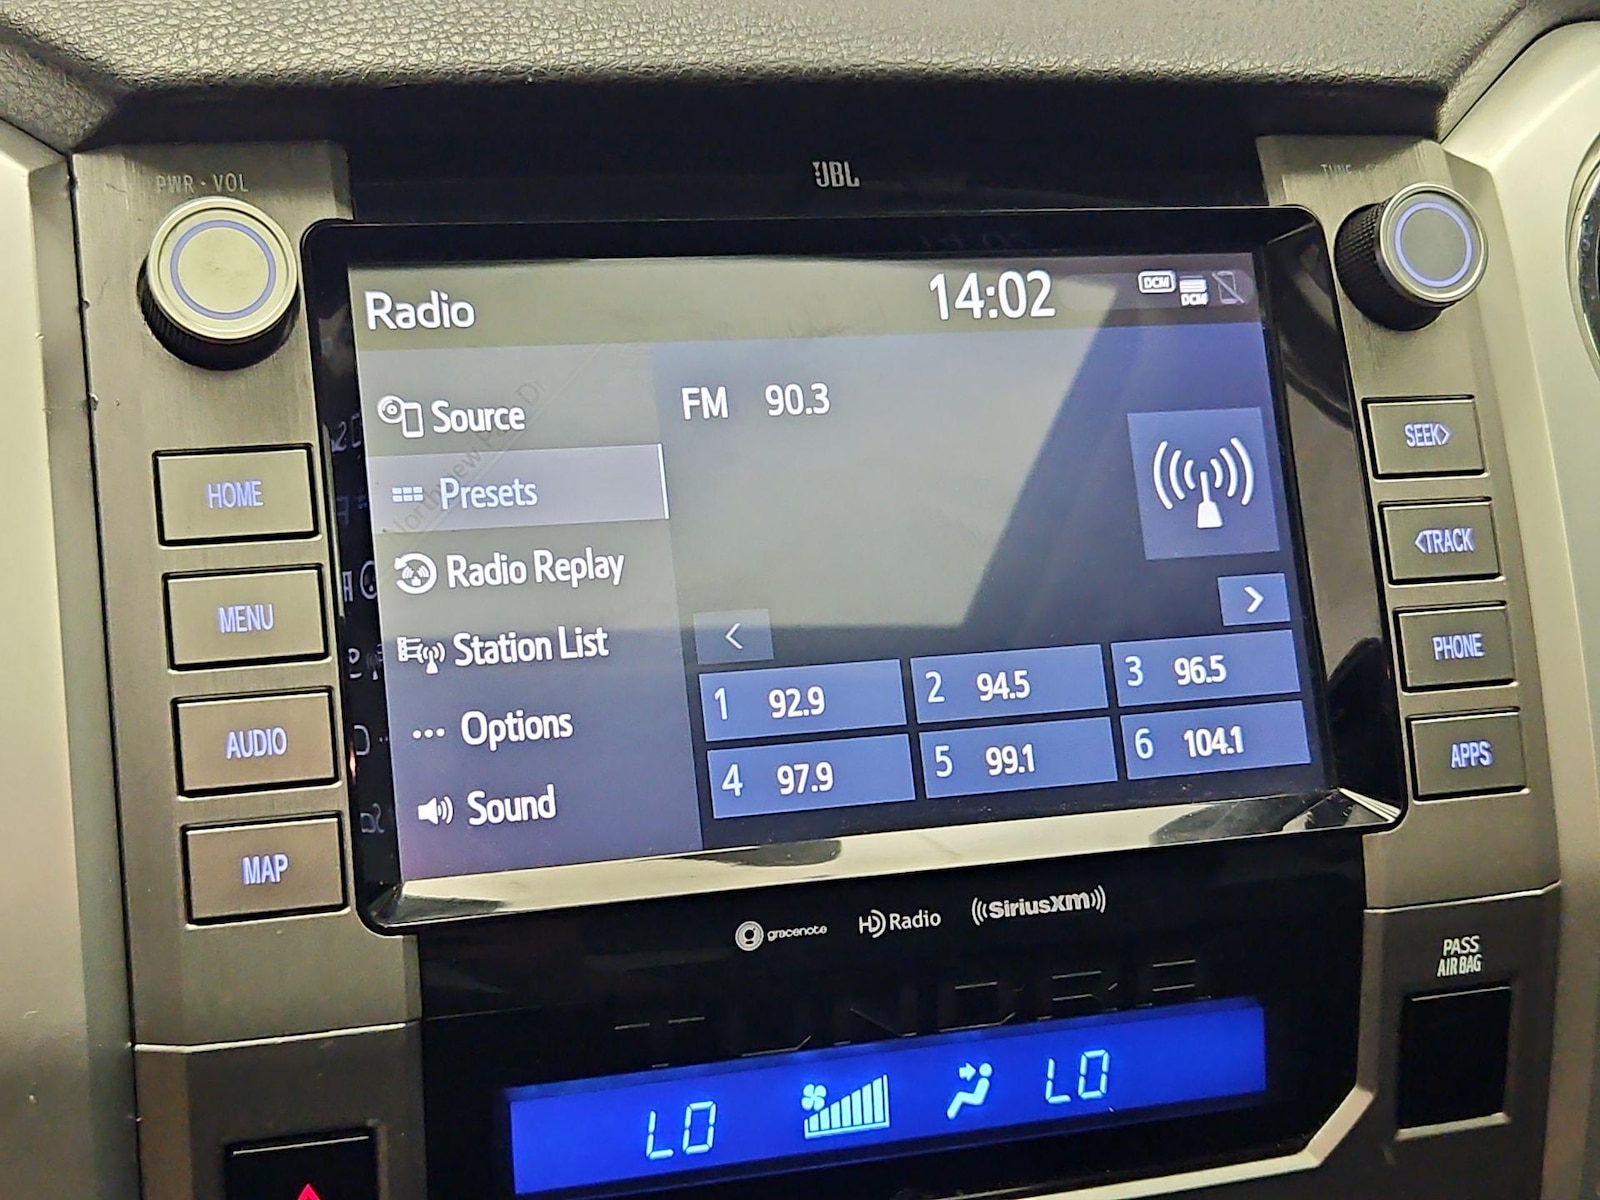 PWR · VOL
JBL
Radio
14:02
DCM
DCM
Source
FM 90.3
Presets
Radio Replay
Station List
Options
Sound
1 92.9
2 94.5
3 96.5
4 97.9
5 99.1
6 104.1
HOME
MENU
AUDIO
MAP
SEEK>
<TRACK
PHONE
APPS
gracenote
HD Radio
((SiriusXM))
PASS
AIR BAG
TUNDRA
LO
LO